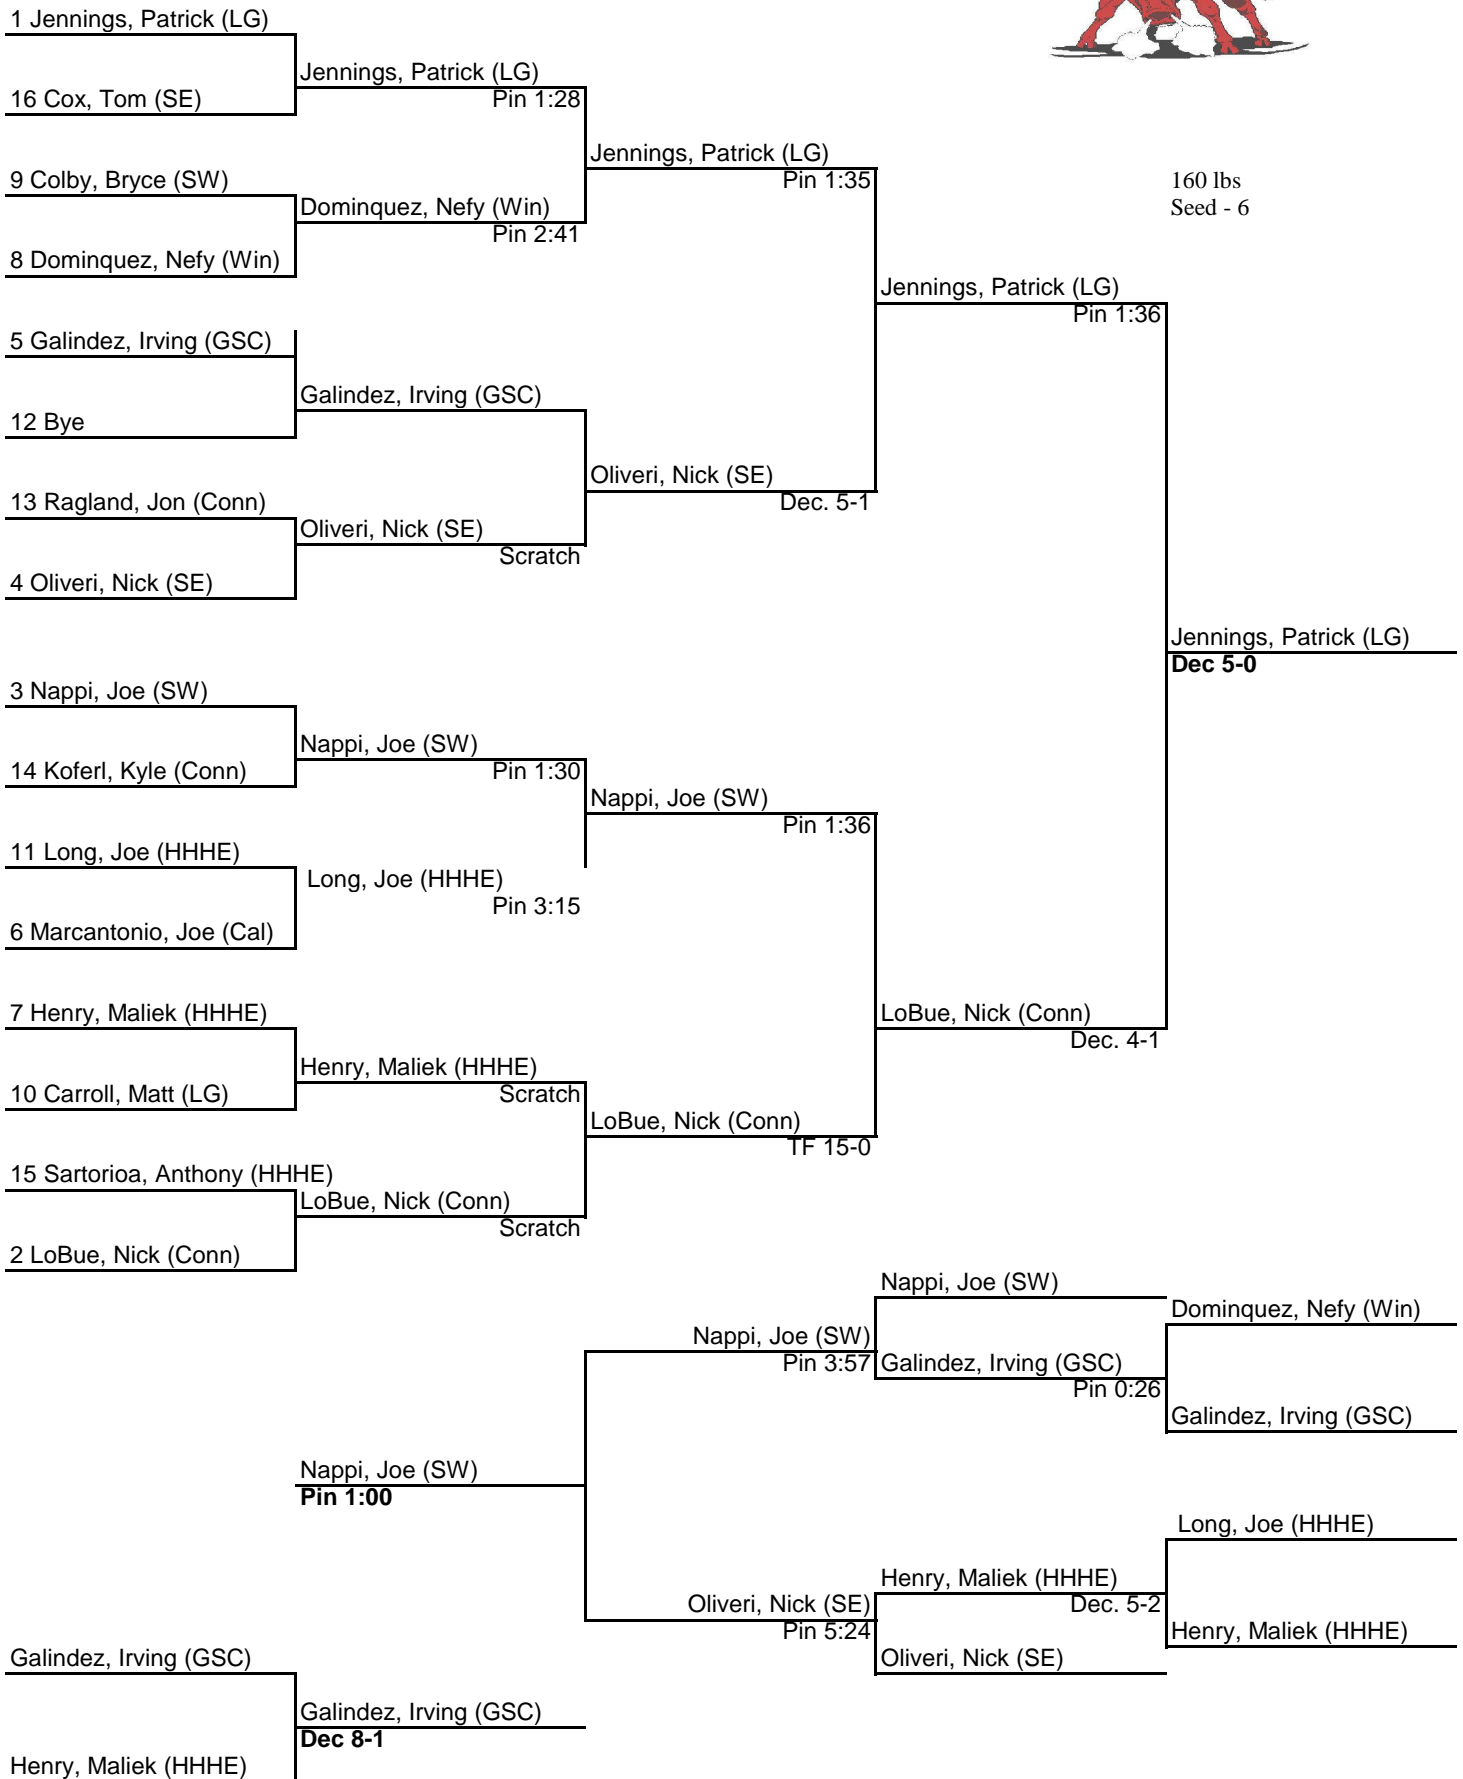 1 Jennings, Patrick (LG)
Jennings, Patrick (LG)
16 Cox, Tom (SE)
Pin 1:28
Jennings, Patrick (LG)
9 Colby, Bryce (SW)
Pin 1:35
160 lbs
Seed - 6
Dominquez, Nefy (Win)
Pin 2:41
8 Dominquez, Nefy (Win)
Jennings, Patrick (LG)
Pin 1:36
5 Galindez, Irving (GSC)
Galindez, Irving (GSC)
12 Bye
Oliveri, Nick (SE)
Dec. 5-1
13 Ragland, Jon (Conn)
Oliveri, Nick (SE)
Scratch
4 Oliveri, Nick (SE)
Jennings, Patrick (LG)
Dec 5-0
3 Nappi, Joe (SW)
Nappi, Joe (SW)
14 Koferl, Kyle (Conn)
Pin 1:30
Nappi, Joe (SW)
Pin 1:36
11 Long, Joe (HHHE)
Long, Joe (HHHE)
Pin 3:15
6 Marcantonio, Joe (Cal)
7 Henry, Maliek (HHHE)
LoBue, Nick (Conn)
Dec. 4-1
Henry, Maliek (HHHE)
10 Carroll, Matt (LG)
Scratch
LoBue, Nick (Conn)
TF 15-0
15 Sartorioa, Anthony (HHHE)
LoBue, Nick (Conn)
Scratch
2 LoBue, Nick (Conn)
Nappi, Joe (SW)
Dominquez, Nefy (Win)
Nappi, Joe (SW)
Pin 3:57
Galindez, Irving (GSC)
Pin 0:26
Galindez, Irving (GSC)
Nappi, Joe (SW)
Pin 1:00
Long, Joe (HHHE)
Henry, Maliek (HHHE)
Oliveri, Nick (SE)
Dec. 5-2
Pin 5:24
Henry, Maliek (HHHE)
Galindez, Irving (GSC)
Oliveri, Nick (SE)
Galindez, Irving (GSC)
Dec 8-1
Henry, Maliek (HHHE)